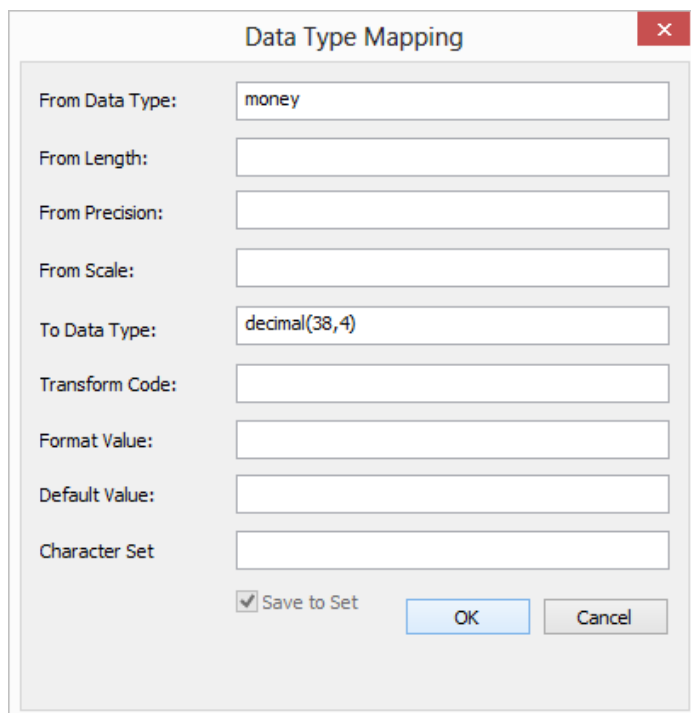 Data Type Mapping
From Data Type: money
From Length:
From Precision:
From Scale:
To Data Type: decimal(38,4)
Transform Code:
Format Value:
Default Value:
Character Set
Save to Set OK Cancel